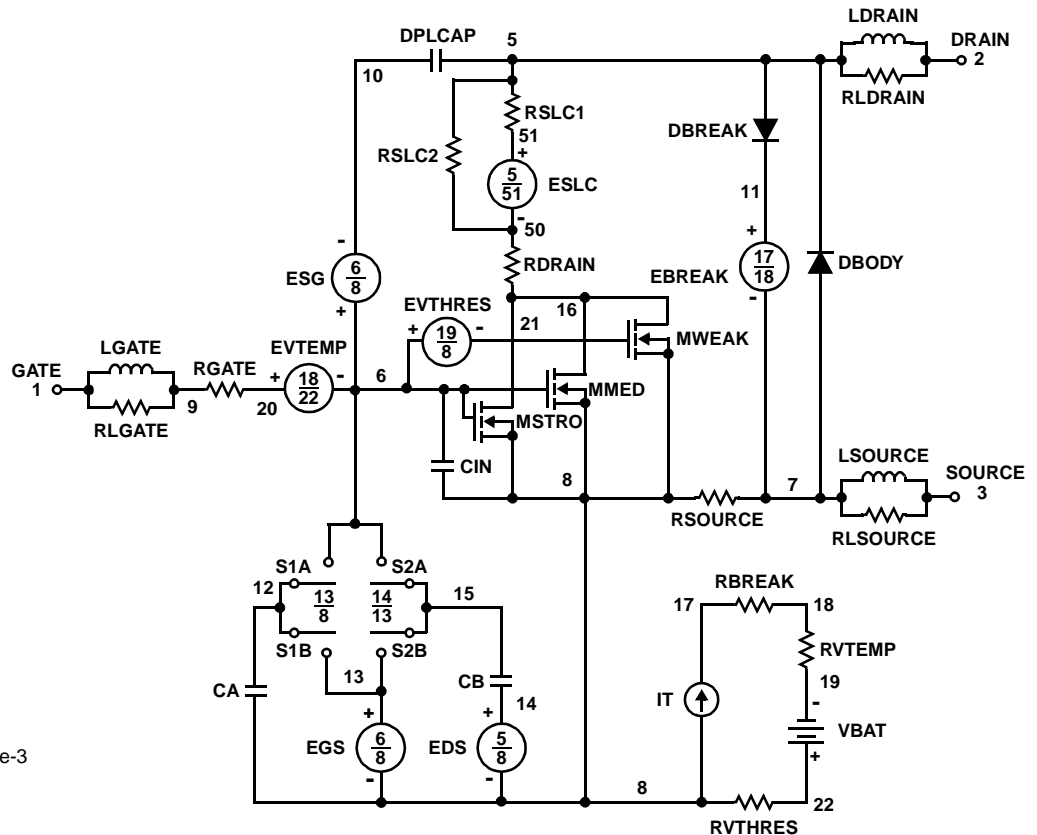 LDRAIN
DPLCAP 5 DRAIN
10 2
RLDRAIN
RSLC1
DBREAK
51
RSLC2 +
5
51
ESLC
11
-
50
- +
RDRAIN
17
18
6
8
EBREAK DBODY
ESG
EVTHRES 16
-
+ + 19
8
- 21
MWEAK
LGATE EVTEMP
GATE RGATE
1 + 18
22
- 6
MMED
9 20
MSTRO
RLGATE
LSOURCE
CIN
8 7 SOURCE
3
RSOURCE
RLSOURCE
S1A S2A
12 13
8
14
13
15
RBREAK
17 18
S1B S2B
RVTEMP
13
CB 19
CA IT -
14
+ + VBAT
EGS 6
8
EDS 5
8
+
e-3
- - 8
22
RVTHRES